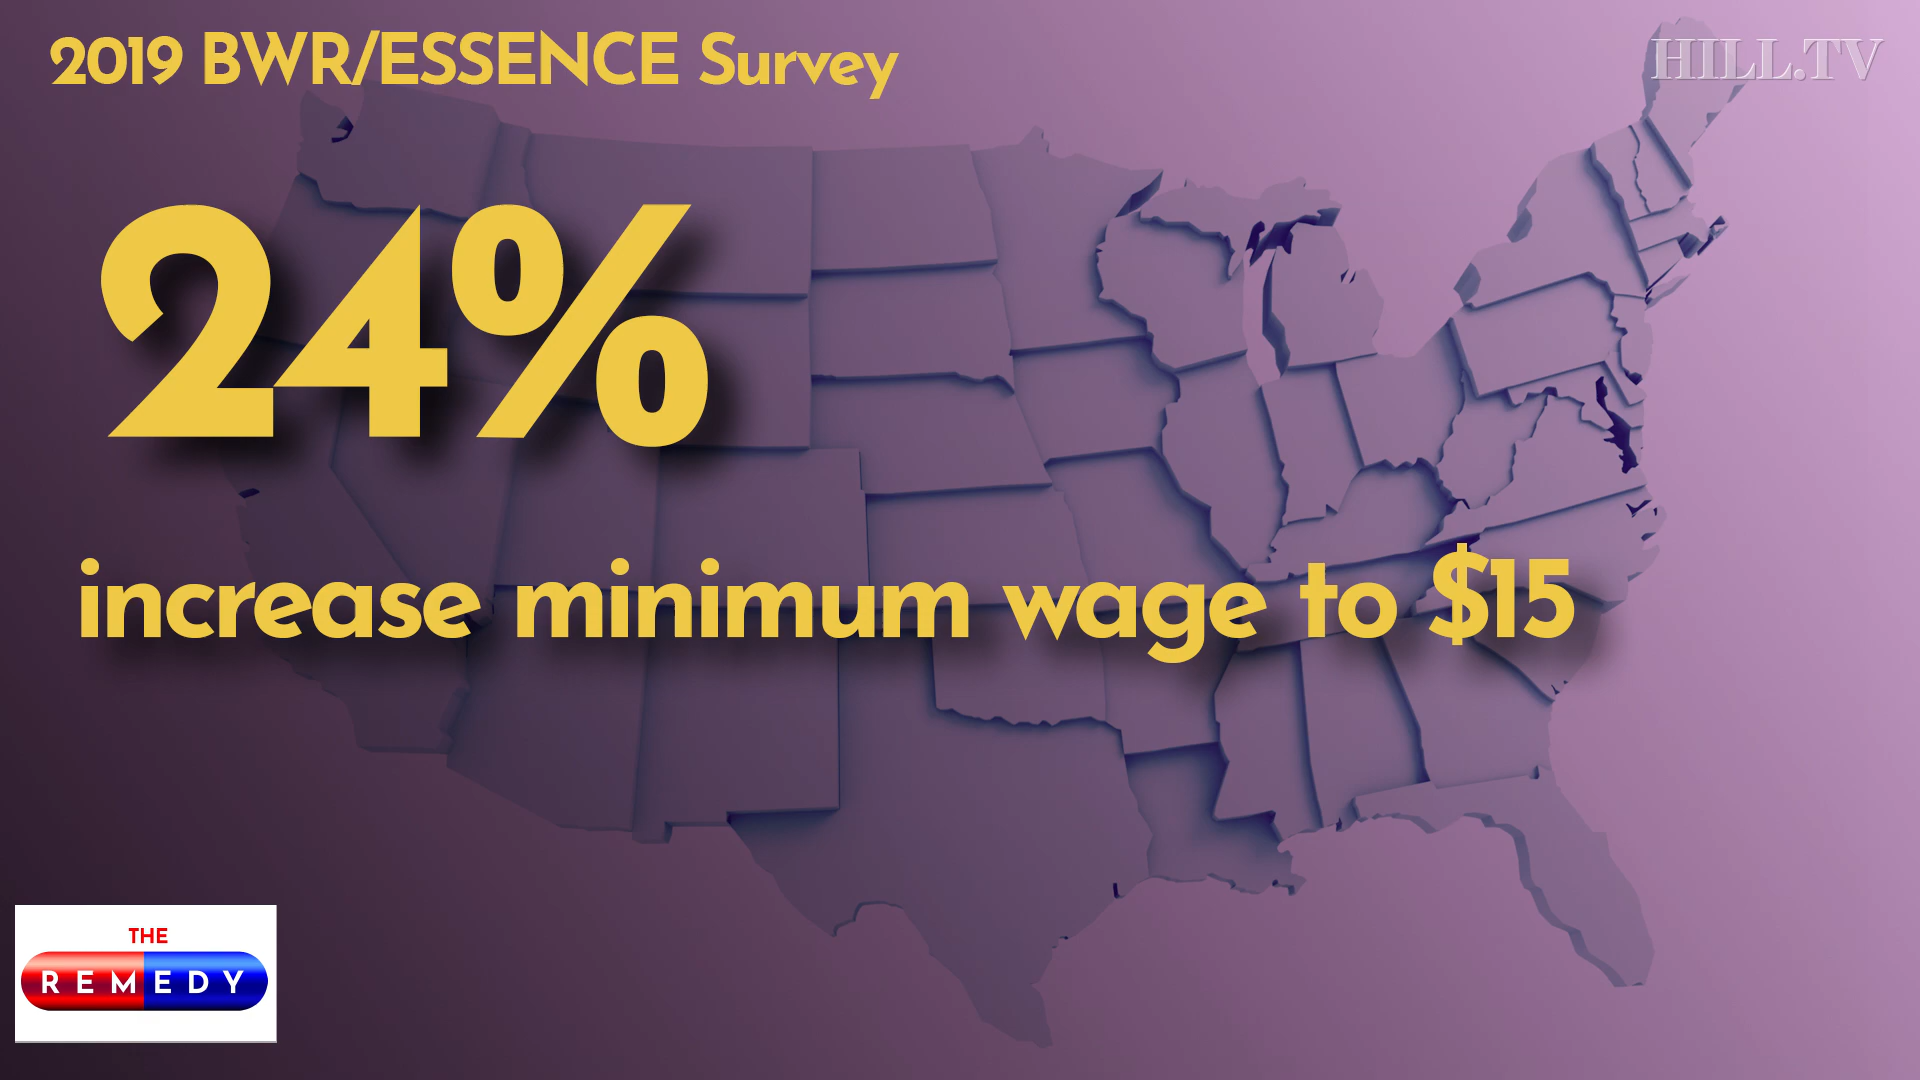 2019 BWR/ESSENCE Survey
HILL.TV
24%
increase minimum wage to $15
THE
REMEDY